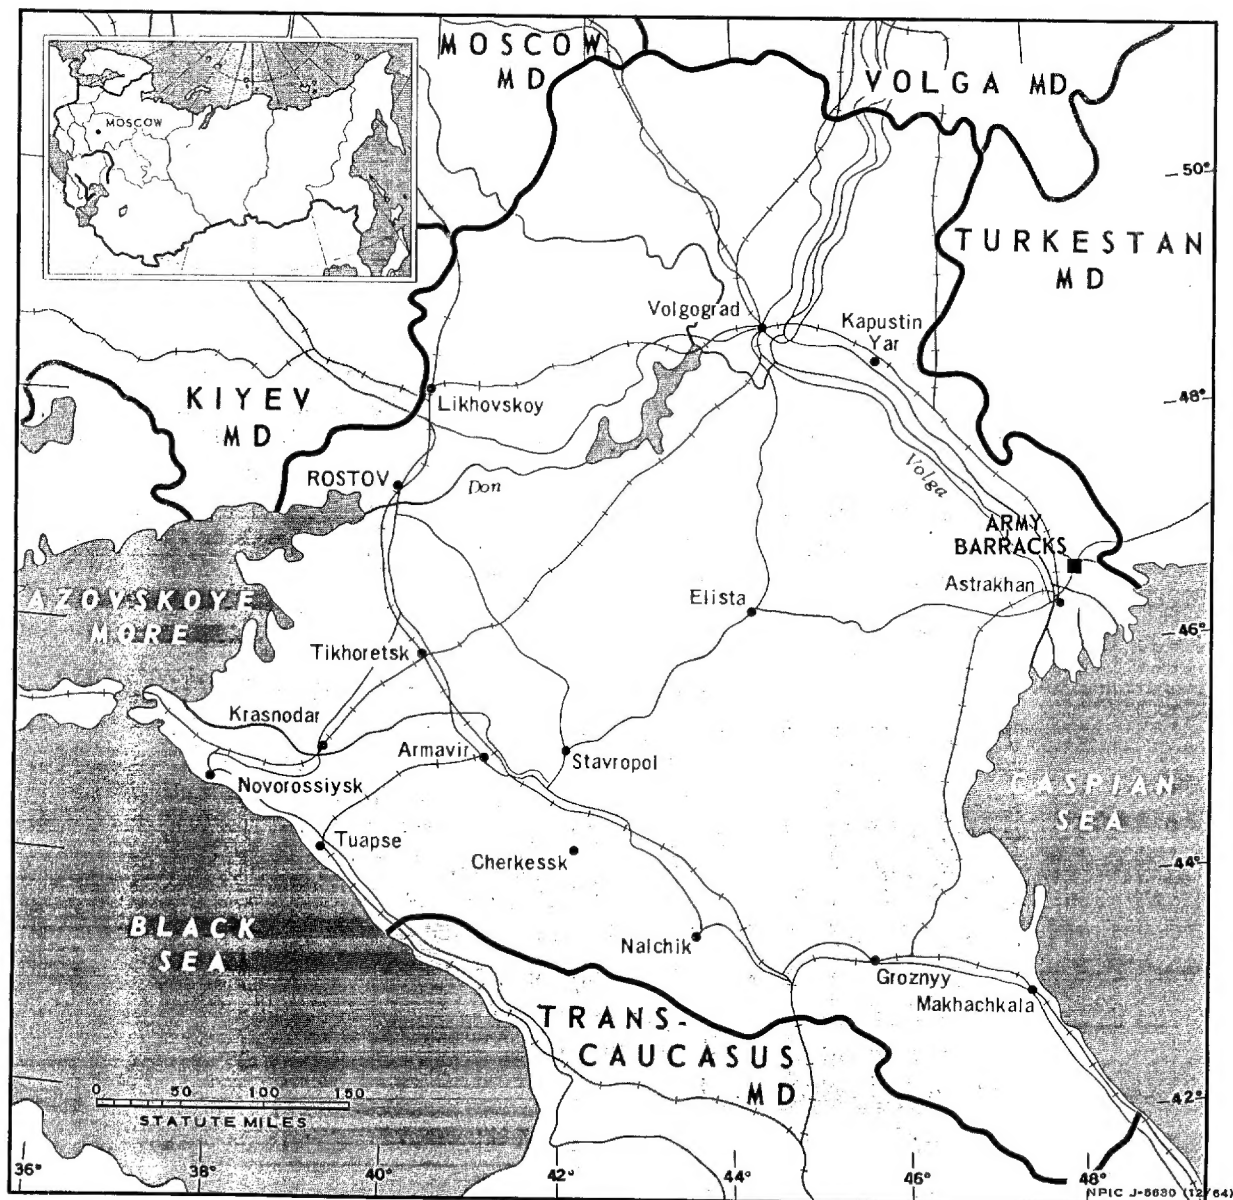 MOSCOW
MD
VOLGA MD
MOSCOW
50°
TURKESTAN
MD
Volgograd
Kapustin
Yar
48°
KIYEV
MD
Likhovskoy
ROSTOV
Don
Volga
ARMY
BARRACKS
Astrakhan
AZOVSKOYE
MORE
Elista
46°
Tikhoretsk
Krasnodar
Armavir
Stavropol
Novorossiysk
CASPIAN
SEA
Tuapse
Cherkessk
44°
BLACK
SEA
Nalchik
Groznyy
Makhachkala
TRANS-
CAUCASUS
MD
0 50 100 150
STATUTE MILES
42°
36° 38° 40° 42° 44° 46° 48°
NPIC J-8680 (12/64)